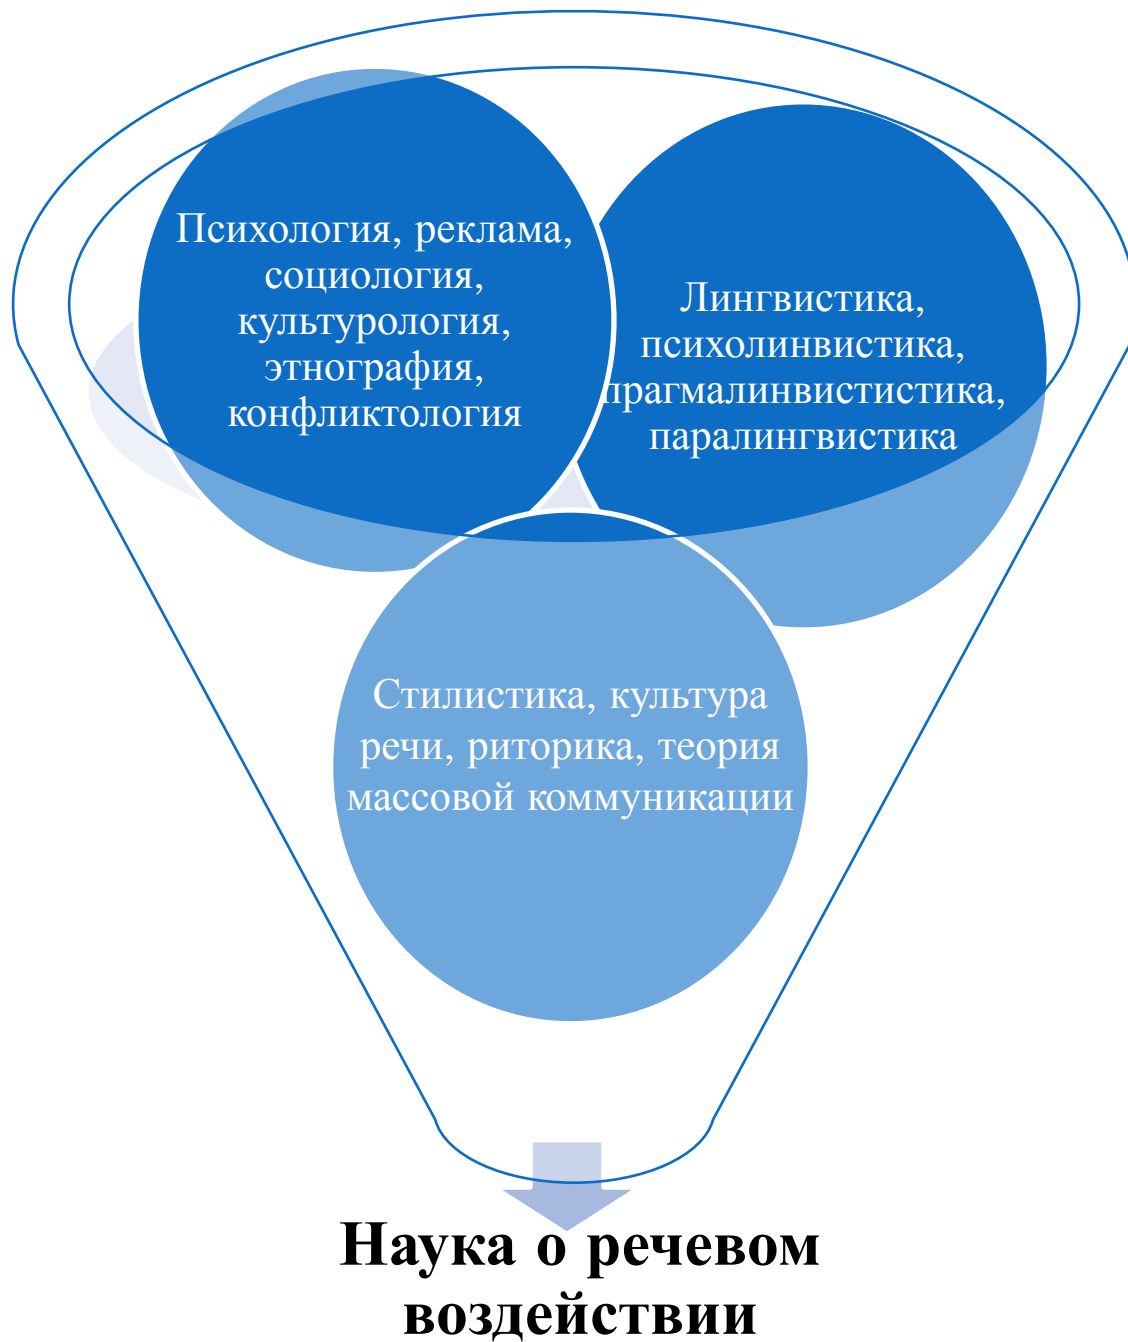 Психология, реклама,
социология,
культурология,
этнография,
конфликтология
Лингвистика,
психолинвистика,
прагмалинвистистика,
паралингвистика
Стилистика, культура
речи, риторика, теория
массовой коммуникации
Наука о речевом
воздействии